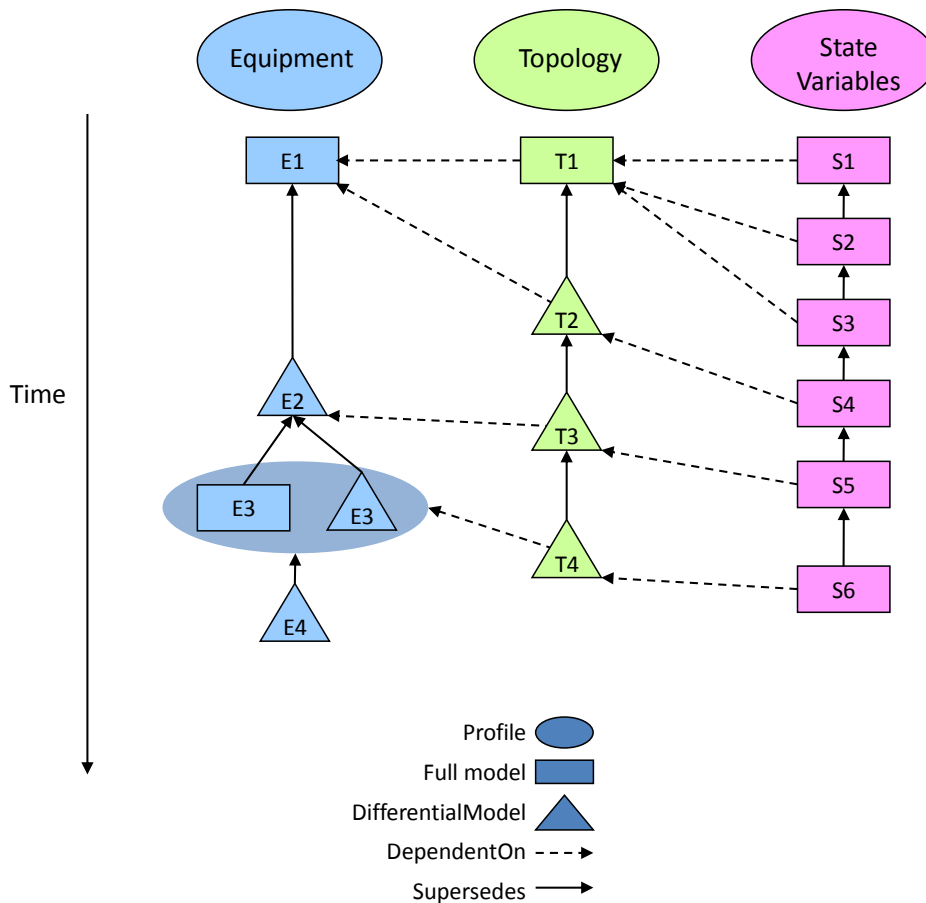 Equipment
Topology
State
Variables
E1
T1
S1
S2
T2
S3
Time
E2
S4
T3
S5
E3
E3
T4
S6
E4
Profile
Full model
DifferentialModel
DependentOn
Supersedes